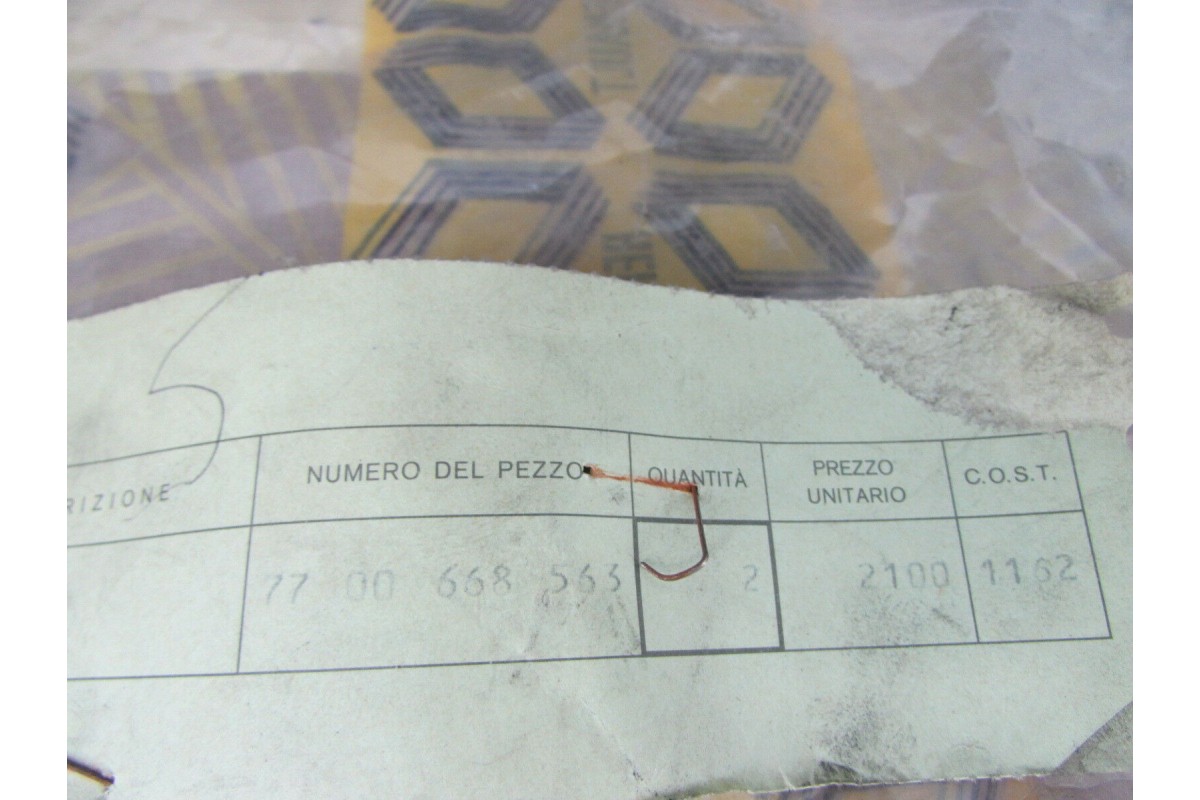 RIZIONE
NUMERO DEL PEZZO
QUANTITÀ
PREZZO
UNITARIO
C.O.S.T.
77 00 668 563
2
2100
1162